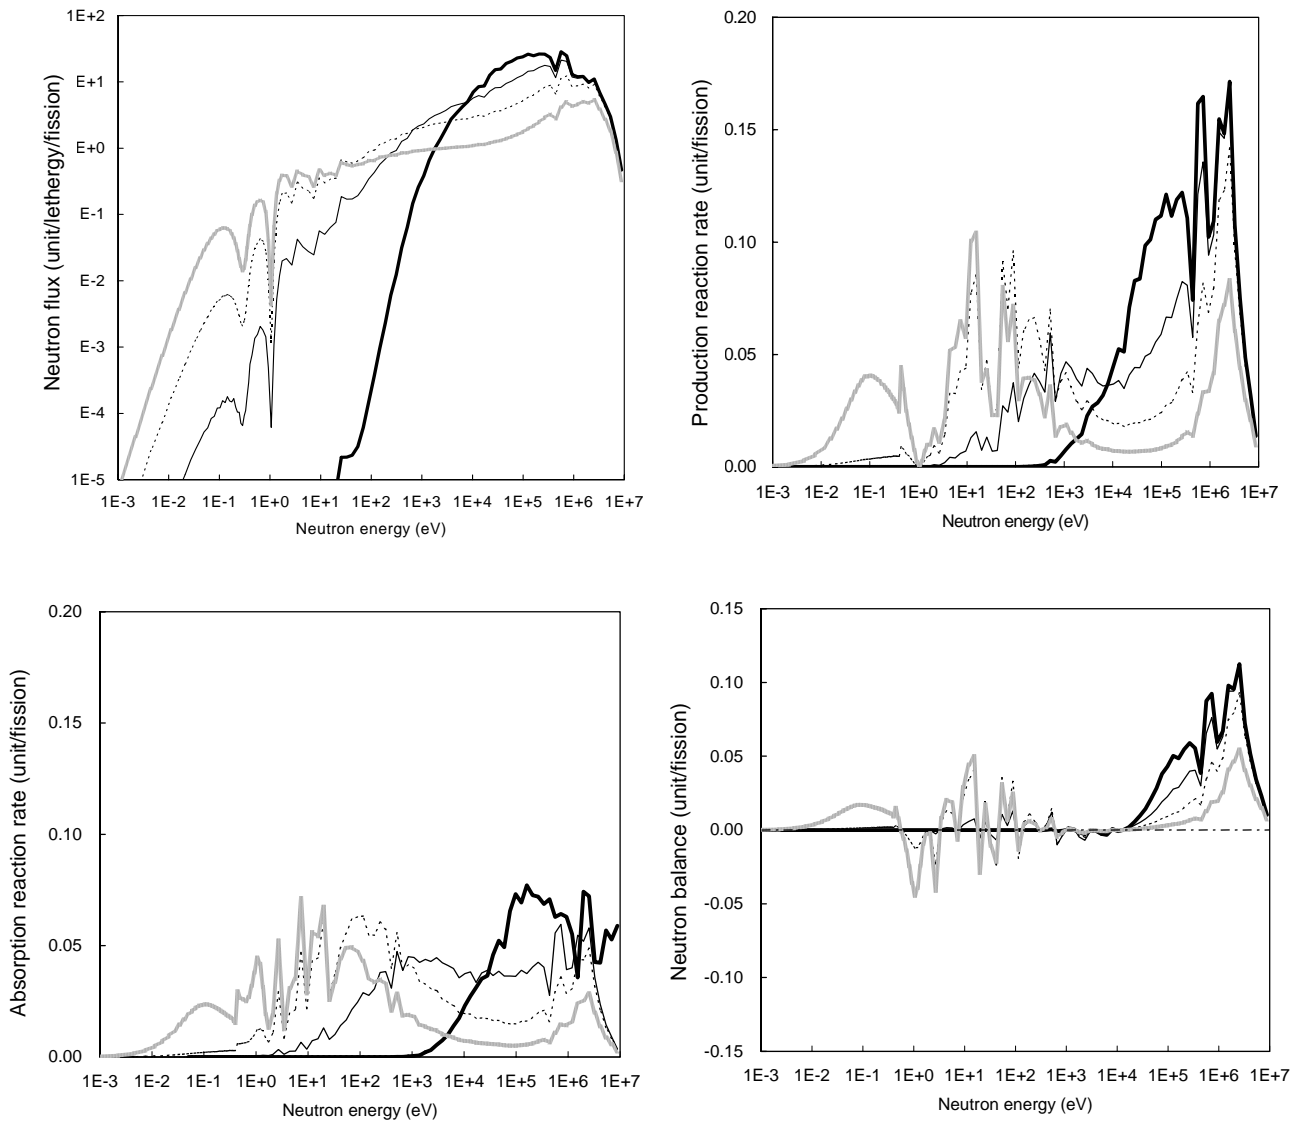 1E+2
E+1
E+0
E-1
E-2
E-3
E-4
1E-5
Neutron flux (unit/lethergy/fission)
1E-3 1E-2 1E-1 1E+0 1E+1 1E+2 1E+3 1E+4 1E+5 1E+6 1E+7
Neutron energy (eV)
0.20
0.15
0.10
0.05
0.00
Production reaction rate (unit/fission)
1E-3 1E-2 1E-1 1E+0 1E+1 1E+2 1E+3 1E+4 1E+5 1E+6 1E+7
Neutron energy (eV)
0.20
0.15
0.10
0.05
0.00
Absorption reaction rate (unit/fission)
1E-3 1E-2 1E-1 1E+0 1E+1 1E+2 1E+3 1E+4 1E+5 1E+6 1E+7
Neutron energy (eV)
0.15
0.10
0.05
0.00
-0.05
-0.10
-0.15
Neutron balance (unit/fission)
1E-3 1E-2 1E-1 1E+0 1E+1 1E+2 1E+3 1E+4 1E+5 1E+6 1E+7
Neutron energy (eV)